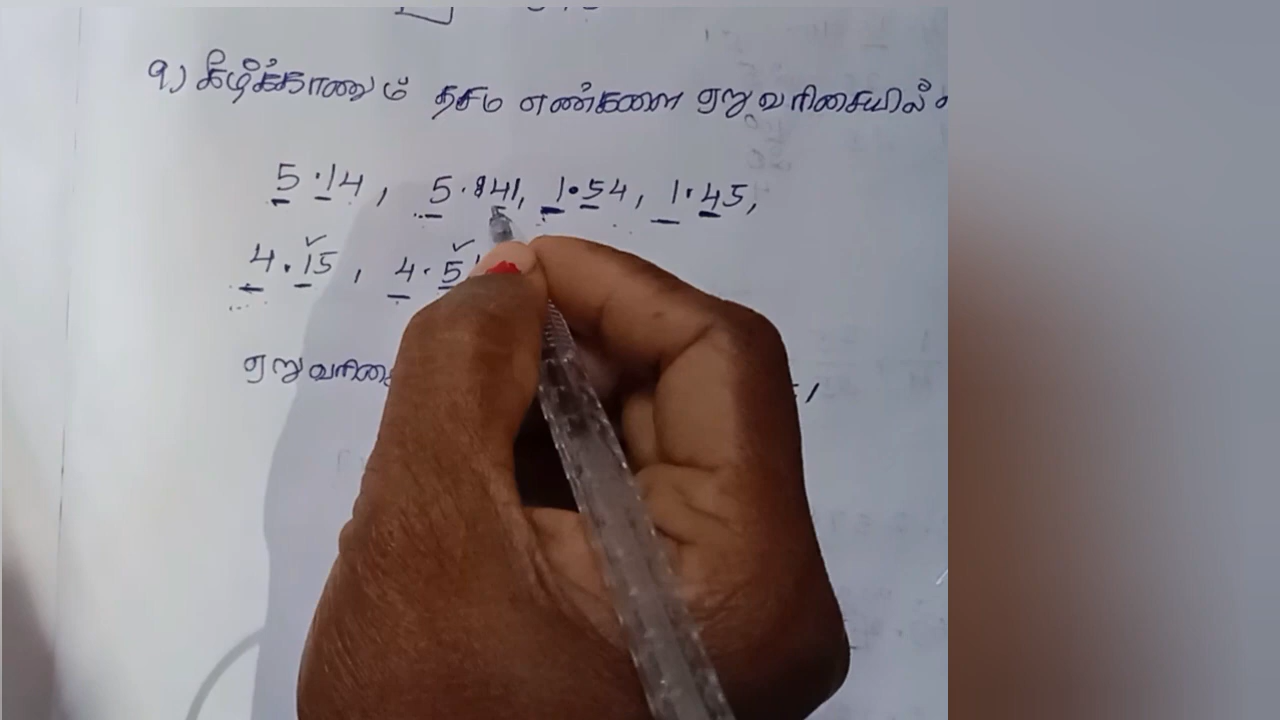 9) கீழ்க்காணும் தசம எண்களை ஏறு வரிசையில்
5.14, 5.841, 1.54, 1.45,
4.15, 4.5
ஏறுவரிசை